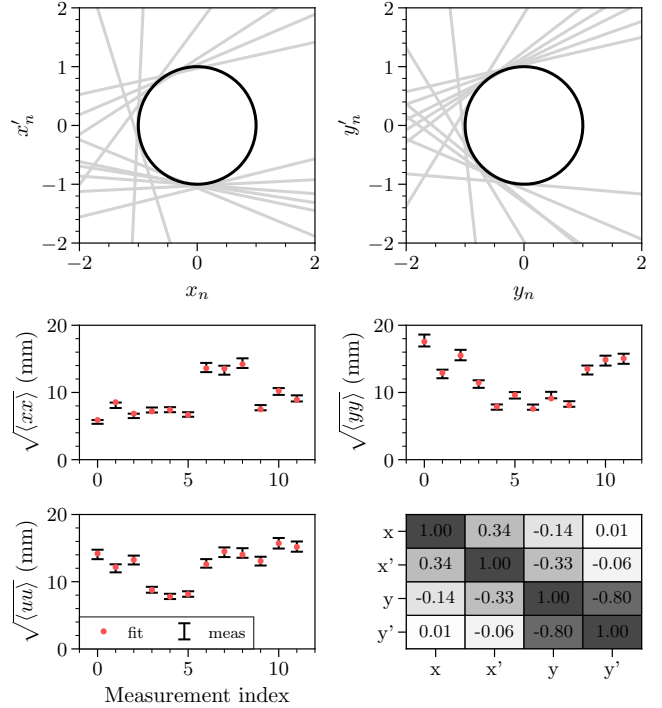 2
1
0
−1
−2
x′n
−2
0
2
xn
2
1
0
−1
−2
y′n
−2
0
2
yn
20
10
0
√⟨xx⟩ (mm)
0
5
10
20
10
0
√⟨yy⟩ (mm)
0
5
10
20
10
0
√⟨uu⟩ (mm)
fit
meas
0
5
10
Measurement index
x
1.00
0.34
-0.14
0.01
x'
0.34
1.00
-0.33
-0.06
y
-0.14
-0.33
1.00
-0.80
y'
0.01
-0.06
-0.80
1.00
x
x'
y
y'